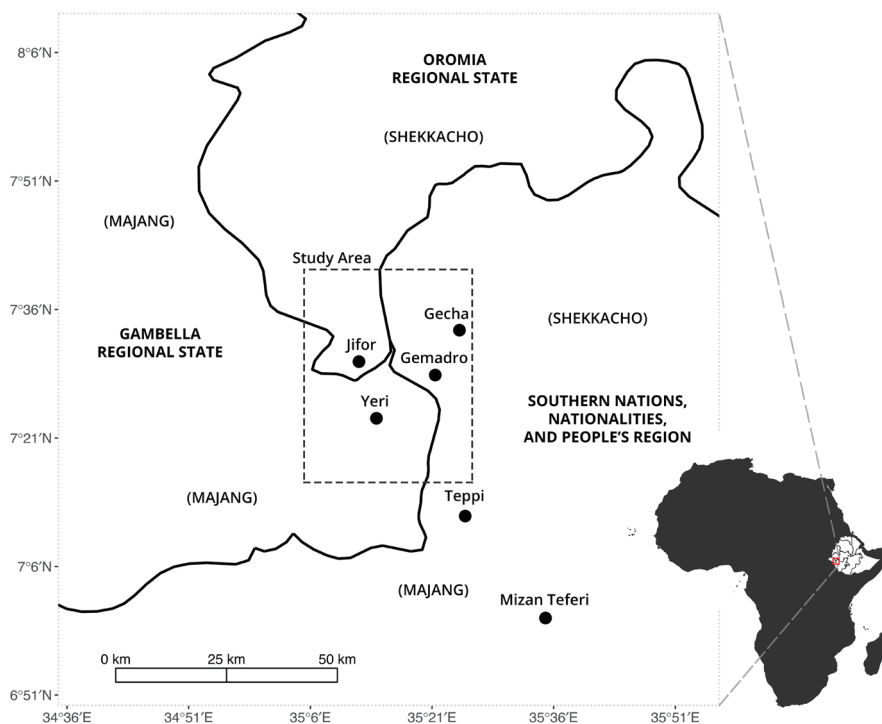 8°6′N
OROMIA
REGIONAL STATE
(SHEKKACHO)
7°51′N
(MAJANG)
Study Area
7°36′N
Gecha
(SHEKKACHO)
GAMBELLA
REGIONAL STATE
Jifor
Gemadro
Yeri
SOUTHERN NATIONS,
NATIONALITIES,
AND PEOPLE'S REGION
7°21′N
(MAJANG)
Teppi
7°6′N
(MAJANG)
Mizan Teferi
0 km 25 km 50 km
6°51′N
34°36′E 34°51′E 35°6′E 35°21′E 35°36′E 35°51′E